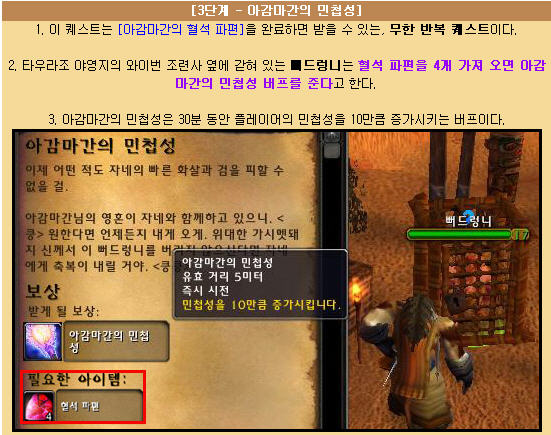 [3단계 - 아감마간의 민첩성]
1. 이 퀘스트는 [아감마간의 혈석 파편]을 완료하면 받을 수 있는, 무한 반복 퀘스트이다.
2. 타우라조 야영지의 와이번 조련사 옆에 갇혀 있는 뻐드렁니는 혈석 파편을 4개 가져 오면 아감
마간의 민첩성 버프를 준다고 한다.
3. 아감마간의 민첩성은 30분 동안 플레이어의 민첩성을 10만큼 증가시키는 버프이다.
아감마간의 민첩성
이제 어떤 적도 자네의 빠른 화살과 검을 피할 수
없을 걸.
아감마간님의 영혼이 자네와 함께하고 있으니. <
킁> 원한다면 언제든지 내게 오게. 위대한 가시멧돼
지 신께서 이 뻐드렁니를 버리지 않으신다면 자네
에게 축복이 내릴 거야. <킁킁
아감마간의 민첩성
유효 거리 5미터
즉시 시전
민첩성을 10만큼 증가시킵니다.
보상
받게 될 보상:
아감마간의 민첩
성
필요한 아이템:
혈석 파편
4
뻐드렁니
17